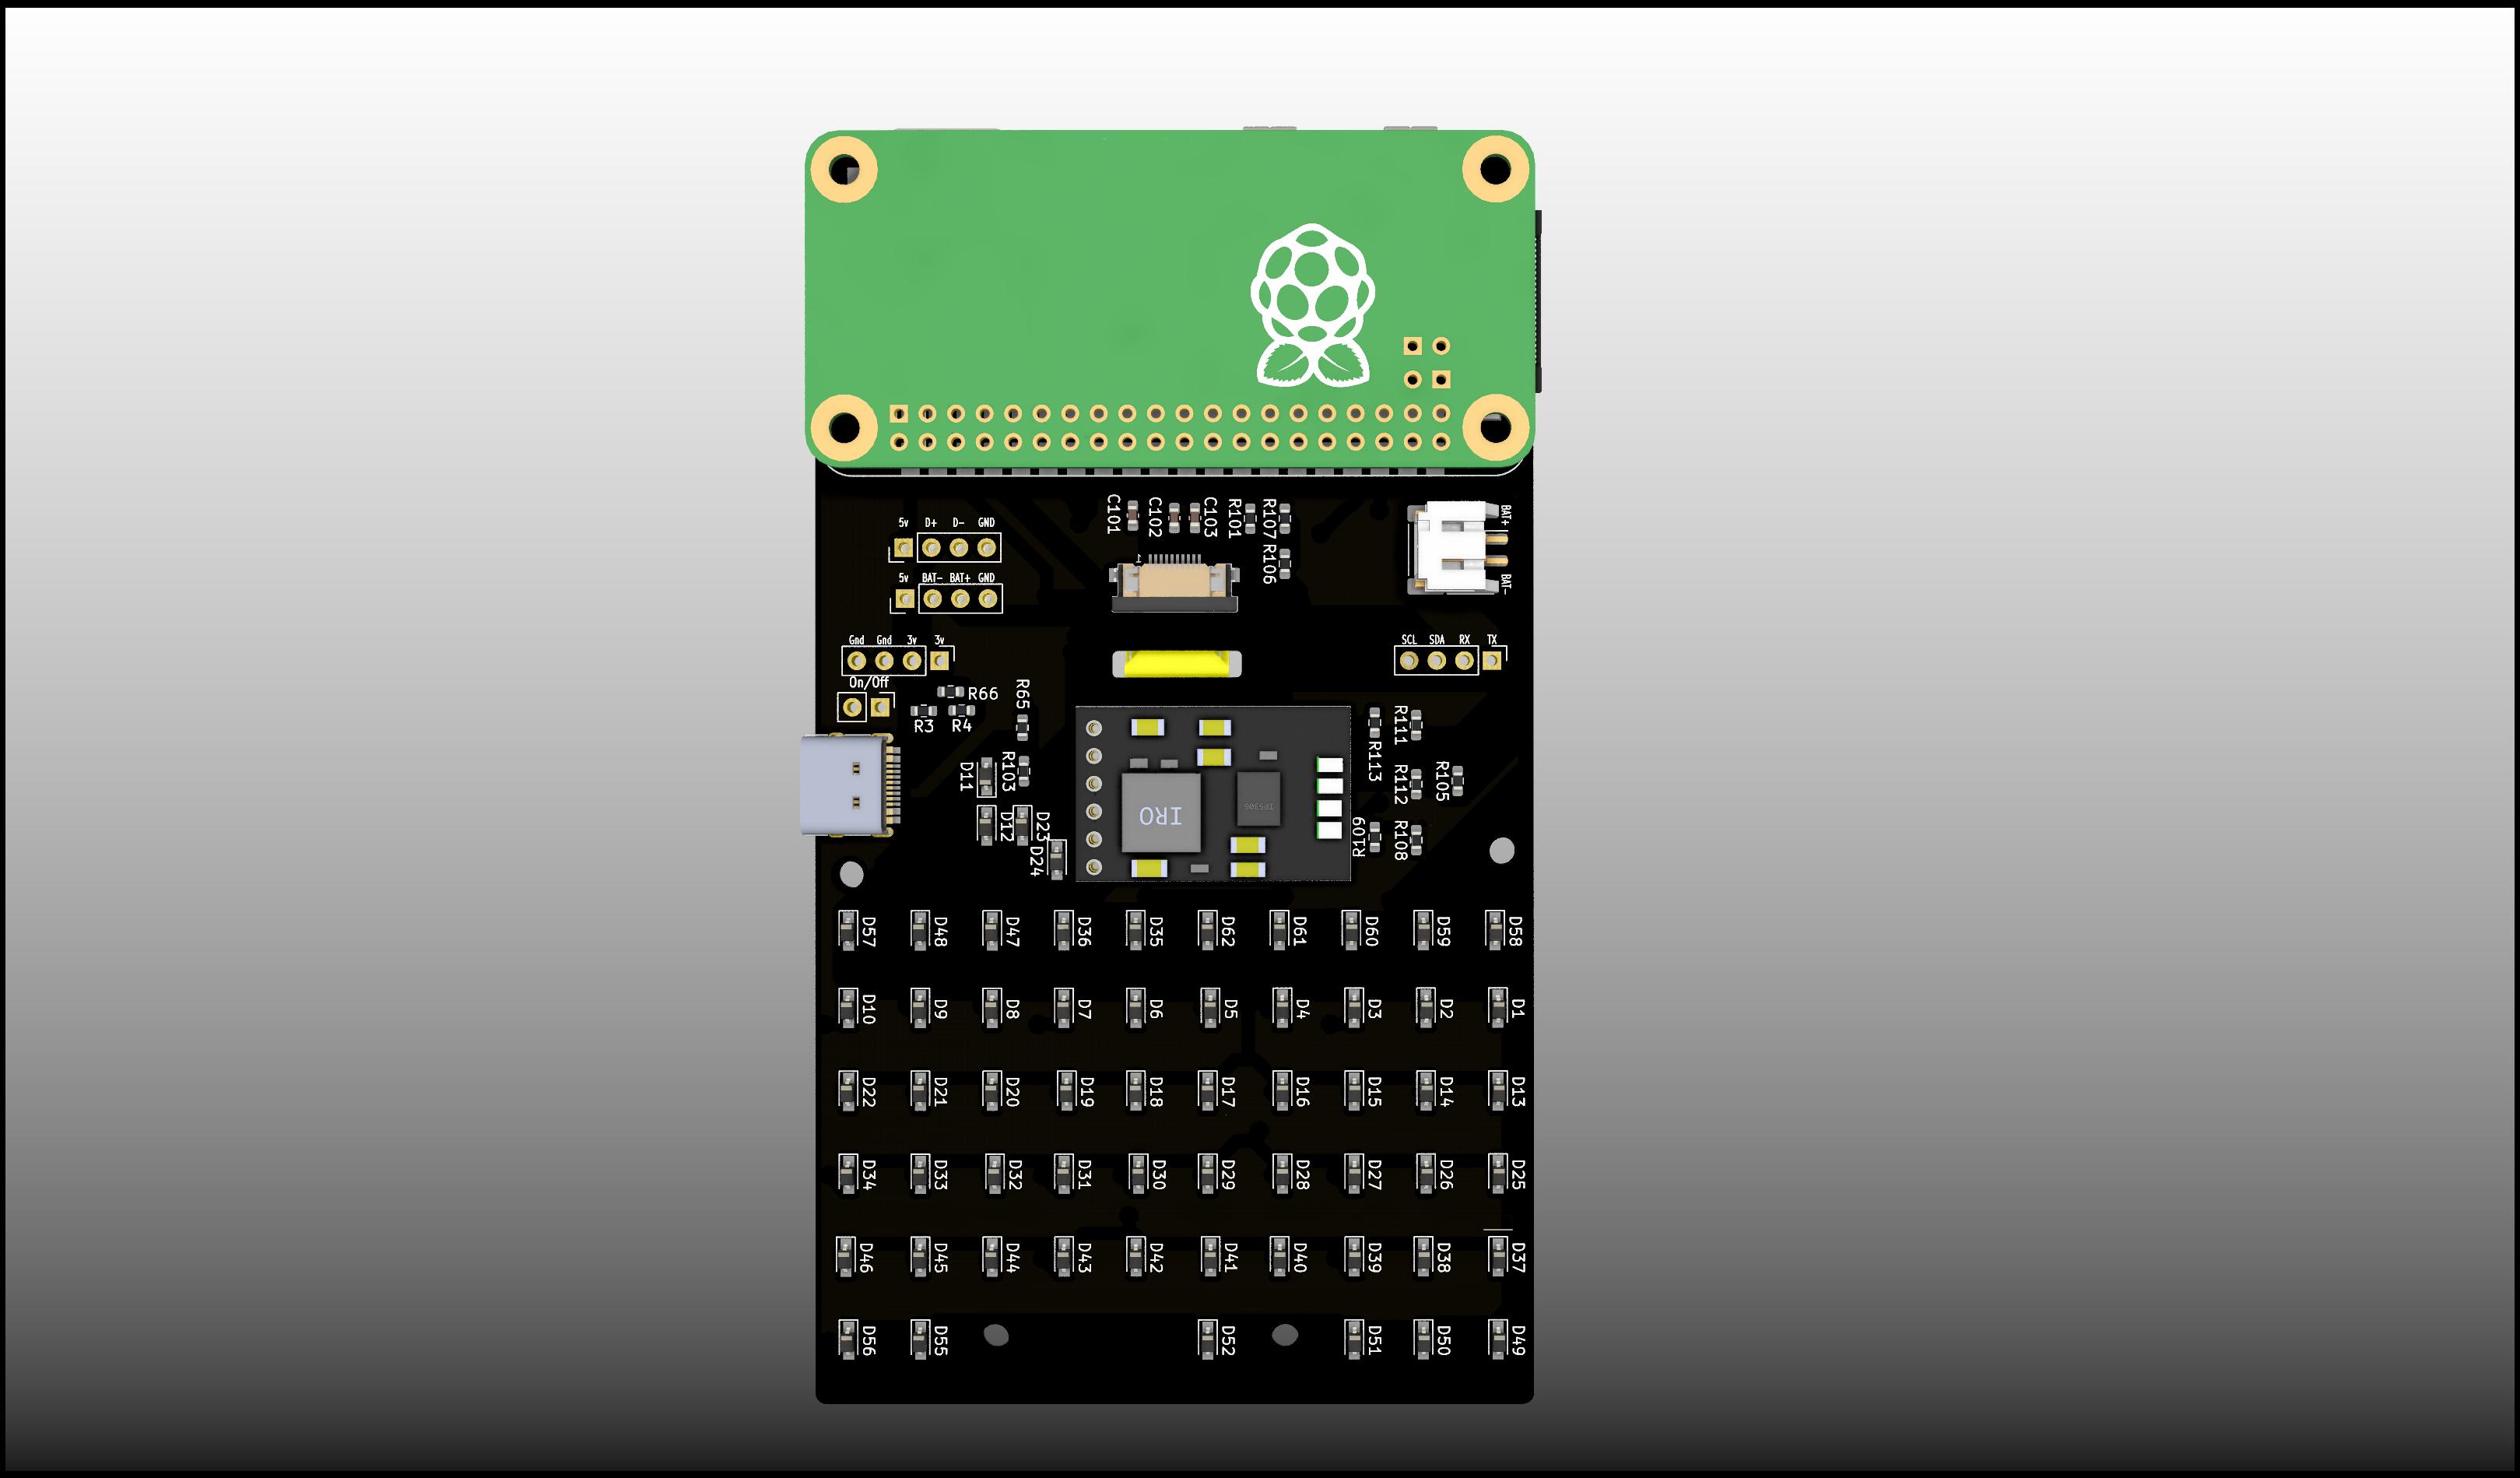 C101 C102 C103 R101 R107
5v D+ D- GND
BAT+
1
R106
5v BAT- BAT+ GND
BAT-
Gnd Gnd 3v 3v
SCL SDA RX TX
On/Off
R66
R65
R3 R4
R111
R113
D11 R103
R112 R105
IRO
IP5306
D12 D23
R109 R108
D24
D57 D48 D47 D36 D35 D62 D61 D60 D59 D58
D10 D9 D8 D7 D6 D5 D4 D3 D2 D1
D22 D21 D20 D19 D18 D17 D16 D15 D14 D13
D34 D33 D32 D31 D30 D29 D28 D27 D26 D25
D46 D45 D44 D43 D42 D41 D40 D39 D38 D37
D56 D55 D52 D51 D50 D49